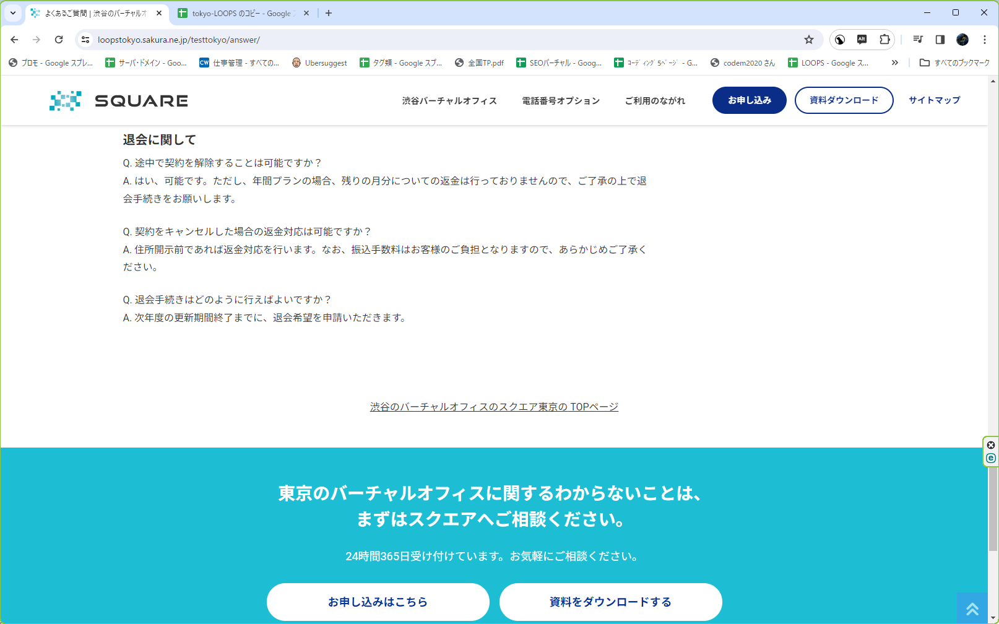 よくあるご質問 | 渋谷のバーチャルオ
tokyo-LOOPS のコピー - Google
loopstokyo.sakura.ne.jp/testtokyo/answer/
Alt
プロモ - Google スプレ...
サーバ・ドメイン - Goo...
CW 仕事管理 - すべての...
Ubersuggest
タグ類 - Google スプ...
全国TP.pdf
SEOバーチャル - Goog...
ｺｰﾃﾞｨﾝｸﾞ 5ﾍﾟｰｼﾞ - G...
codem2020 さん
LOOPS - Google ス...
すべてのブックマーク
SQUARE
渋谷バーチャルオフィス
電話番号オプション
ご利用のながれ
お申し込み
資料ダウンロード
サイトマップ
退会に関して
Q. 途中で契約を解除することは可能ですか？
A. はい、可能です。ただし、年間プランの場合、残りの月分についての返金は行っておりませんので、ご了承の上で退
会手続きをお願いします。
Q. 契約をキャンセルした場合の返金対応は可能ですか？
A. 住所開示前であれば返金対応を行います。なお、振込手数料はお客様のご負担となりますので、あらかじめご了承く
ださい。
Q. 退会手続きはどのように行えばよいですか？
A. 次年度の更新期間終了までに、退会希望を申請いただきます。
渋谷のバーチャルオフィスのスクエア東京の TOPページ
東京のバーチャルオフィスに関するわからないことは、
まずはスクエアへご相談ください。
24時間365日受け付けています。お気軽にご相談ください。
お申し込みはこちら
資料をダウンロードする